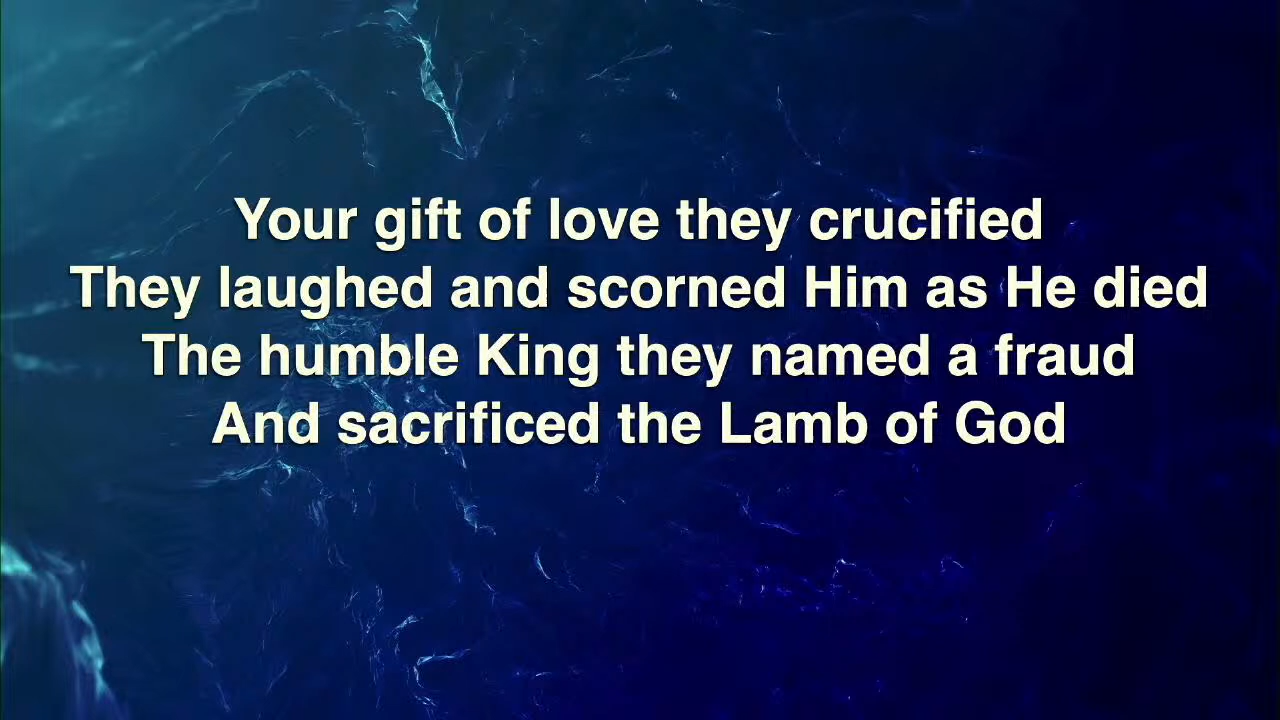 Your gift of love they crucified
They laughed and scorned Him as He died
The humble King they named a fraud
And sacrificed the Lamb of God